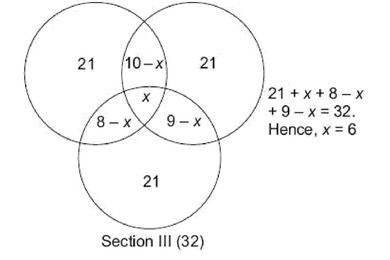 21
10 – x
21
x
8 – x
9 – x
21
21 + x + 8 – x
+ 9 – x = 32.
Hence, x = 6
Section III (32)